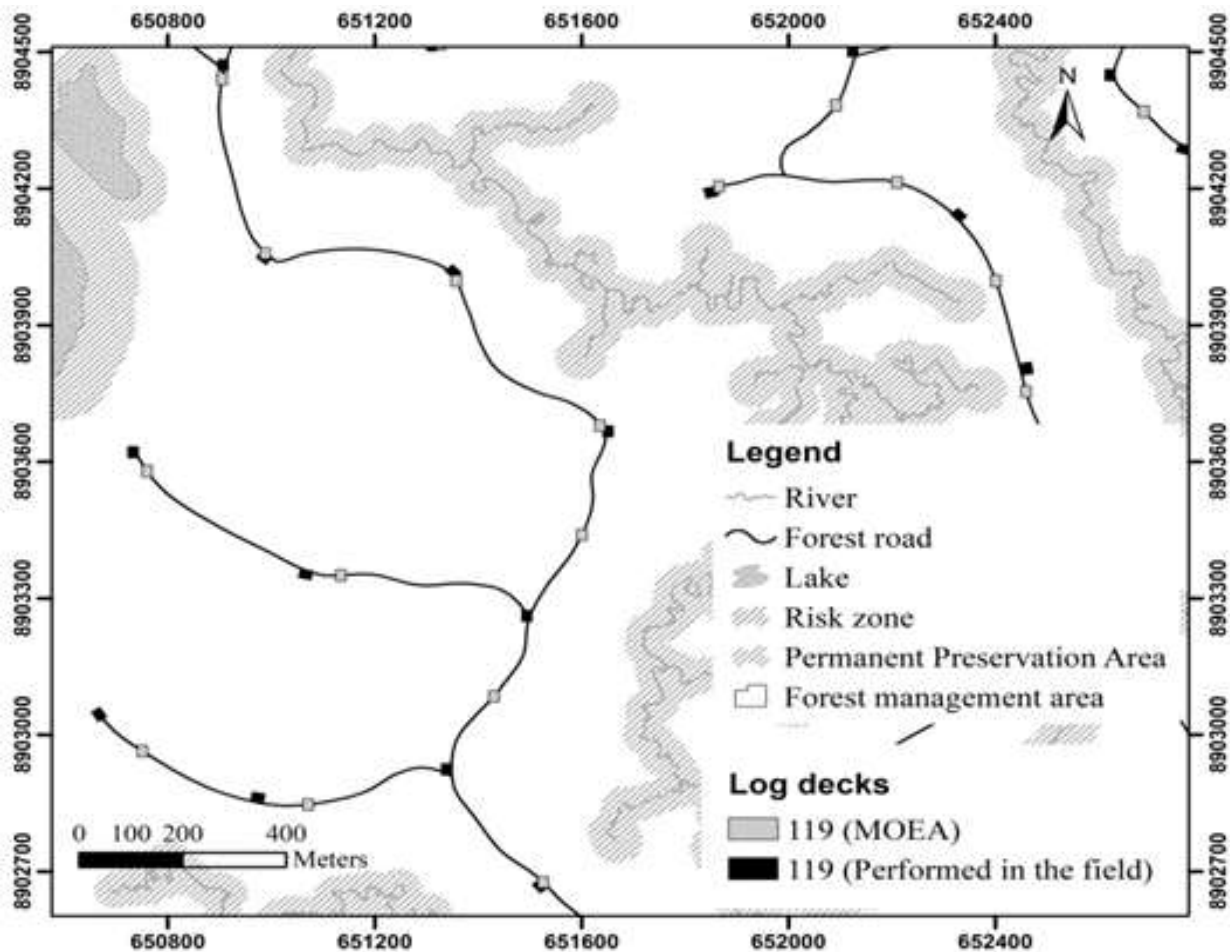 650800 651200 651600 652000 652400
8904500 8904500
N
8904200 8904200
8903900 8903900
8903600 8903600
Legend
River
Forest road
8903300 8903300
Lake
Risk zone
Permanent Preservation Area
Forest management area
8903000 8903000
Log decks
0 100 200 400
Meters
119 (MOEA)
119 (Performed in the field)
8902700 8902700
650800 651200 651600 652000 652400